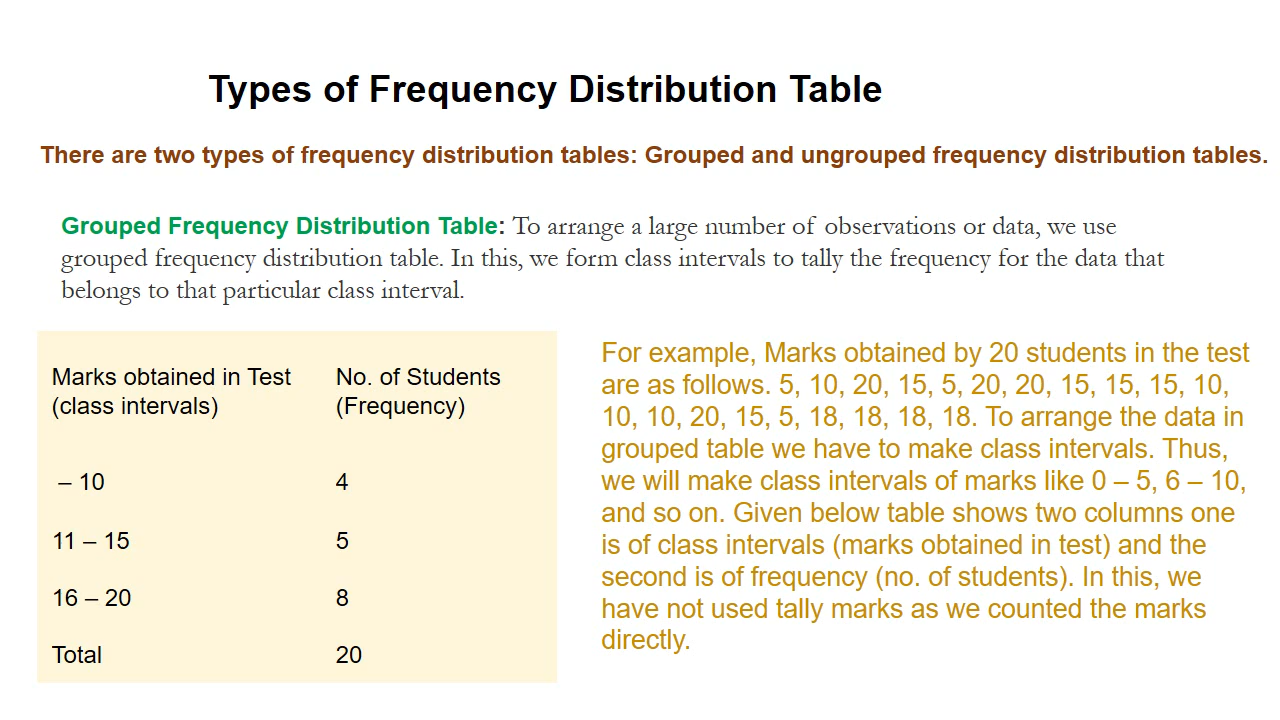 Types of Frequency Distribution Table
There are two types of frequency distribution tables: Grouped and ungrouped frequency distribution tables.
Grouped Frequency Distribution Table: To arrange a large number of observations or data, we use
grouped frequency distribution table. In this, we form class intervals to tally the frequency for the data that
belongs to that particular class interval.
Marks obtained in Test No. of Students
(class intervals) (Frequency)
– 10 4
11 – 15 5
16 – 20 8
Total 20
For example, Marks obtained by 20 students in the test
are as follows. 5, 10, 20, 15, 5, 20, 20, 15, 15, 15, 10,
10, 10, 20, 15, 5, 18, 18, 18, 18. To arrange the data in
grouped table we have to make class intervals. Thus,
we will make class intervals of marks like 0 – 5, 6 – 10,
and so on. Given below table shows two columns one
is of class intervals (marks obtained in test) and the
second is of frequency (no. of students). In this, we
have not used tally marks as we counted the marks
directly.